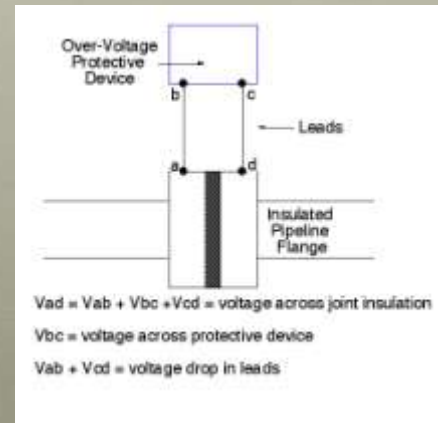 Over-Voltage
Protective
Device
b
c
Leads
a
d
Insulated
Pipeline
Flange
Vad = Vab + Vbc +Vcd = voltage across joint insulation
Vbc = voltage across protective device
Vab + Vcd = voltage drop in leads